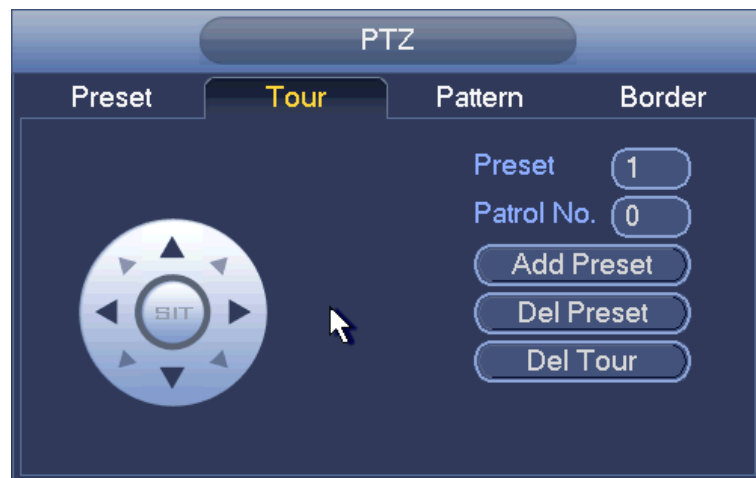 PTZ
Preset Tour Pattern Border
Preset 1
Patrol No. 0
Add Preset
SIT
Del Preset
Del Tour